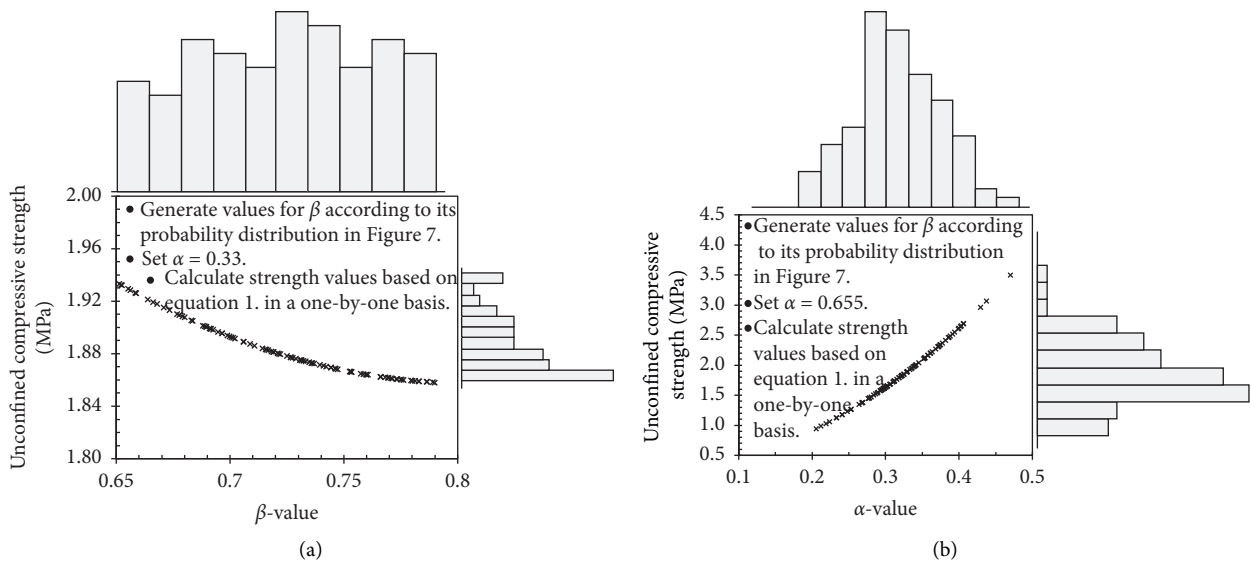 Unconfined compressive strength
(MPa)
2.00
1.96
1.92
1.88
1.84
1.80
• Generate values for β according to its
probability distribution in Figure 7.
• Set α = 0.33.
• Calculate strength values based on
equation 1. in a one-by-one basis.
0.65
0.7
0.75
0.8
β-value
(a)
Unconfined compressive
strength (MPa)
4.5
4.0
3.5
3.0
2.5
2.0
1.5
1.0
0.5
• Generate values for β according
to its probability distribution
in Figure 7.
• Set α = 0.655.
• Calculate strength
values based on
equation 1. in a
one-by-one
basis.
0.1
0.2
0.3
0.4
0.5
α-value
(b)